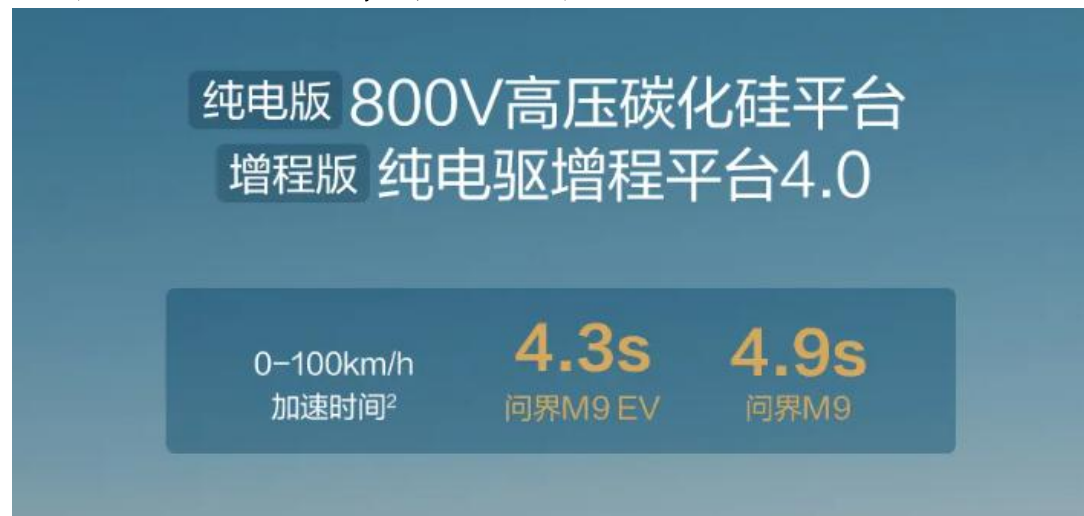 纯电版 800V高压碳化硅平台
增程版 纯电驱增程平台4.0
0-100km/h
加速时间²
4.3s
问界M9 EV
4.9s
问界M9